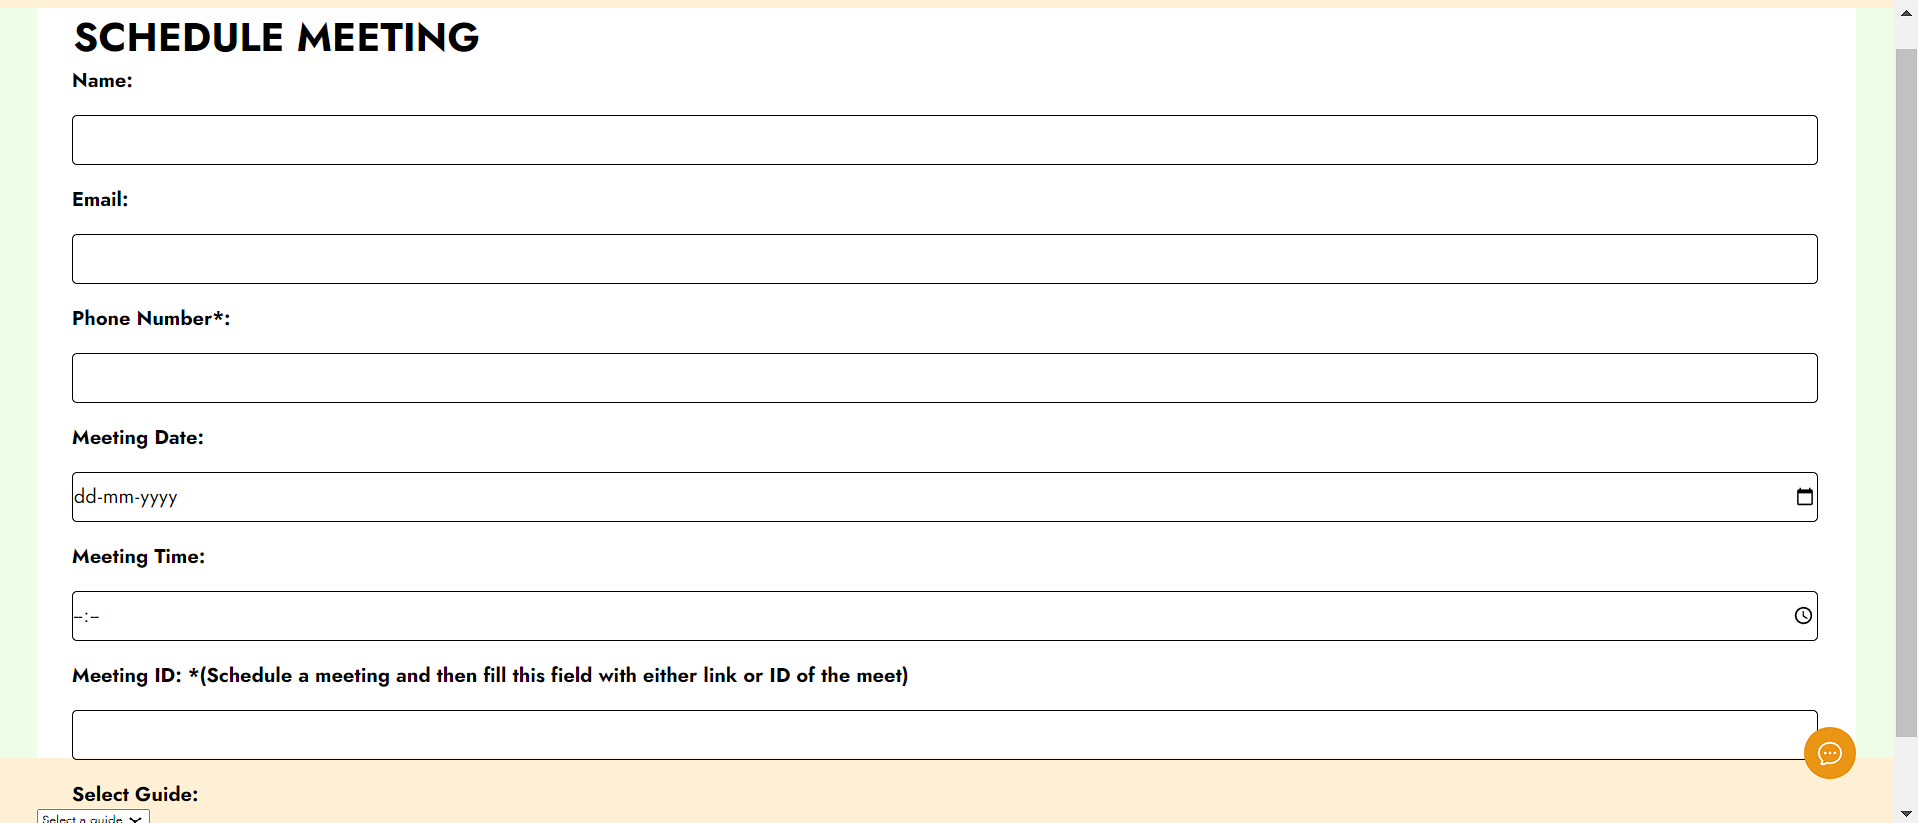 SCHEDULE MEETING
Name:
Email:
Phone Number*:
Meeting Date:
dd-mm-yyyy
Meeting Time:
--:--
Meeting ID: *(Schedule a meeting and then fill this field with either link or ID of the meet)
Select Guide:
Select a guide